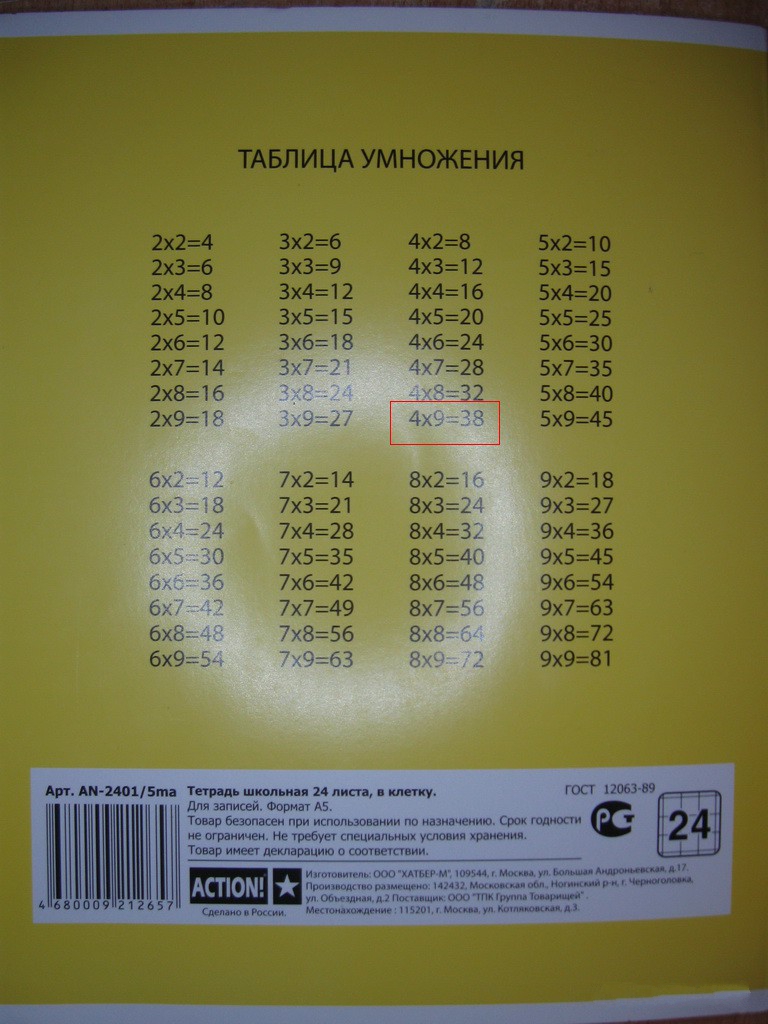 ТАБЛИЦА УМНОЖЕНИЯ
2x2=4 3x2=6 4x2=8 5x2=10
2x3=6 3x3=9 4x3=12 5x3=15
2x4=8 3x4=12 4x4=16 5x4=20
2x5=10 3x5=15 4x5=20 5x5=25
2x6=12 3x6=18 4x6=24 5x6=30
2x7=14 3x7=21 4x7=28 5x7=35
2x8=16 3x8=24 4x8=32 5x8=40
2x9=18 3x9=27 4x9=38 5x9=45
6x2=12 7x2=14 8x2=16 9x2=18
6x3=18 7x3=21 8x3=24 9x3=27
6x4=24 7x4=28 8x4=32 9x4=36
6x5=30 7x5=35 8x5=40 9x5=45
6x6=36 7x6=42 8x6=48 9x6=54
6x7=42 7x7=49 8x7=56 9x7=63
6x8=48 7x8=56 8x8=64 9x8=72
6x9=54 7x9=63 8x9=72 9x9=81
Арт. AN-2401/5ma
4 680009 212657
Тетрадь школьная 24 листа, в клетку.
Для записей. Формат А5.
Товар безопасен при использовании по назначению. Срок годности
не ограничен. Не требует специальных условия хранения.
Товар имеет декларацию о соответствии.
ГОСТ 12063-89
РСТ
24
ACTION!
Сделано в России.
Изготовитель: ООО "ХАТБЕР-М", 109544, г. Москва, ул. Большая Андроньевская, д.17.
Производство размещено: 142432, Московская обл., Ногинский р-н, г. Черноголовка,
ул. Объездная, д.2 Поставщик: ООО "ТПК Группа Товарищей" .
Местонахождение : 115201, г. Москва, ул. Котляковская, д.3.